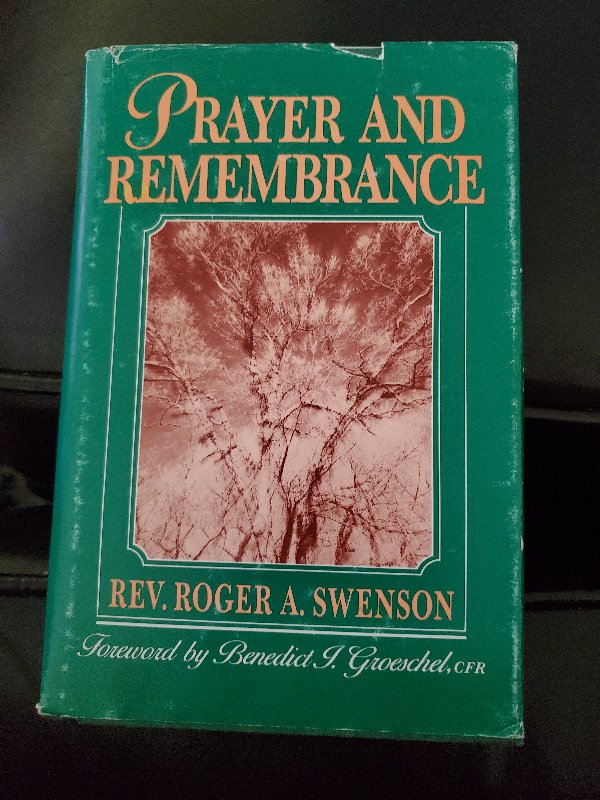 PRAYER AND
REMEMBRANCE
REV. ROGER A. SWENSON
Foreword by Benedict J. Groeschel, CFR